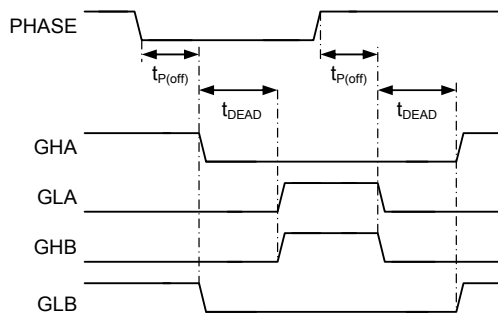 PHASE
tP(off) tP(off)
tDEAD tDEAD
GHA
GLA
GHB
GLB